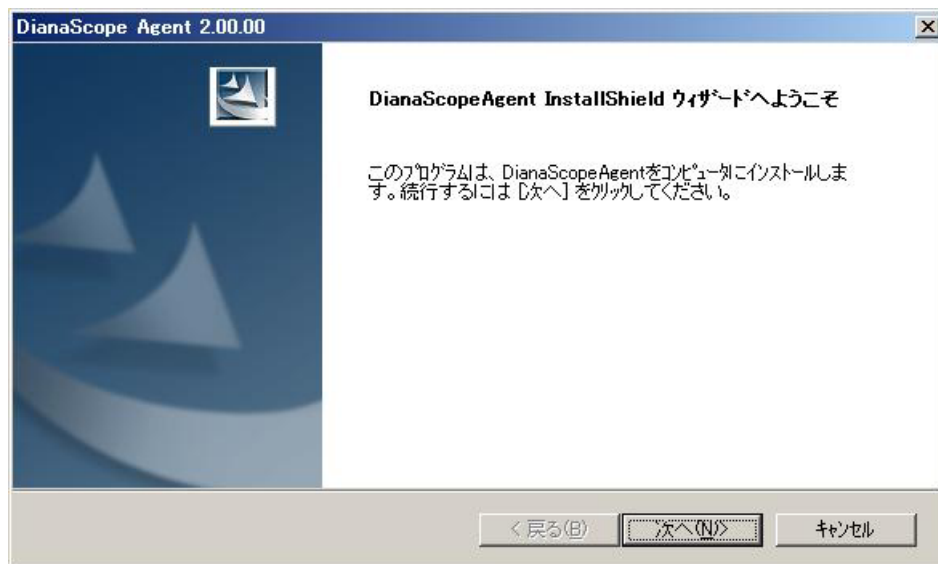 DianaScope Agent 2.00.00
DianaScopeAgent InstallShield ウィザードへようこそ
このプログラムは、DianaScopeAgentをコンピュータにインストールしま
す。続行するには [次へ] をクリックしてください。
< 戻る(B)
次へ(N)>
キャンセル